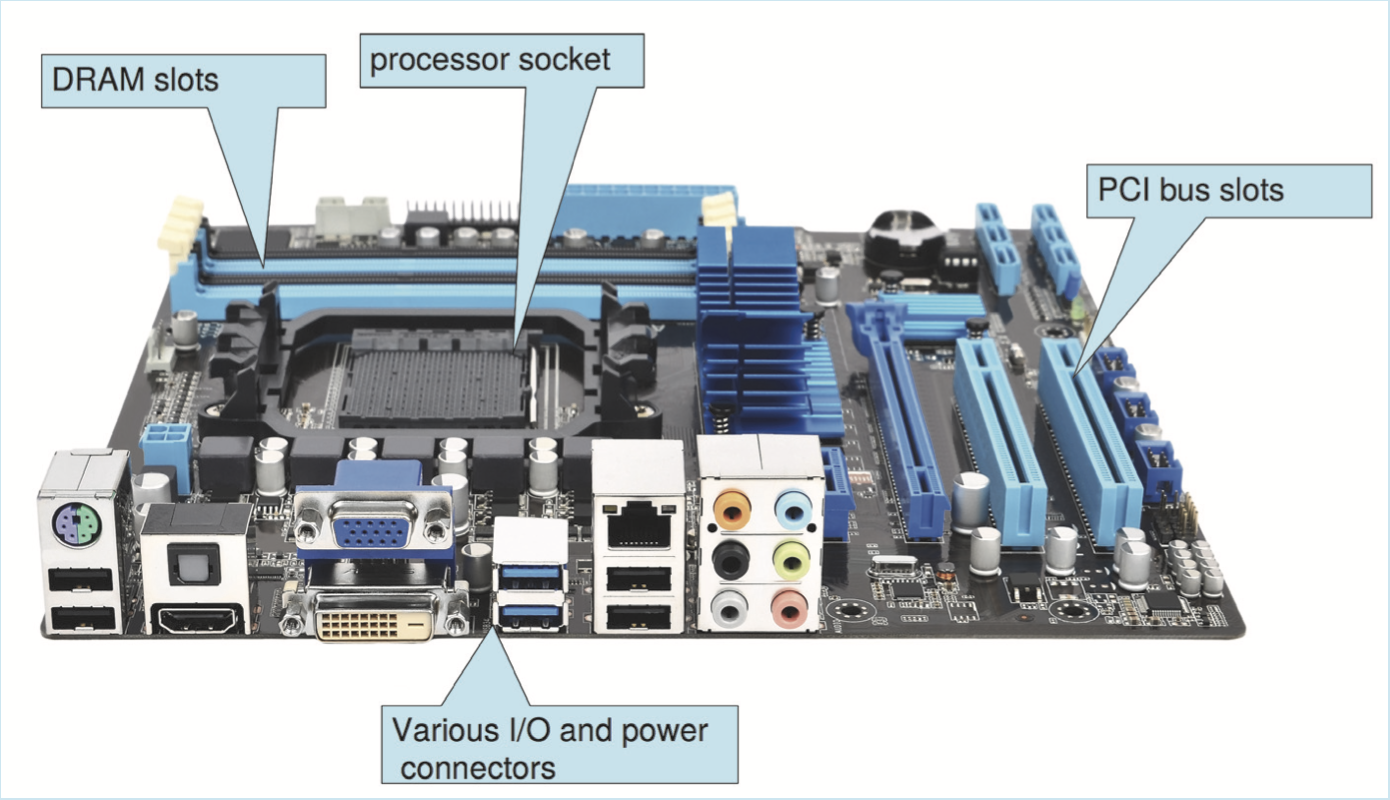 DRAM slots
processor socket
PCI bus slots
Various I/O and power
connectors